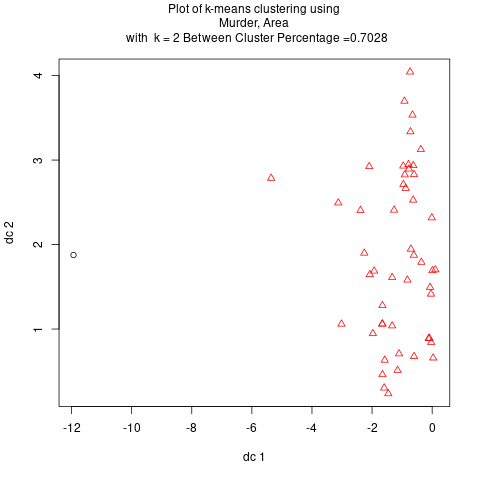 Plot of k-means clustering using
Murder, Area
with k = 2 Between Cluster Percentage =0.7028
4
3
2
1
dc 2
-12
-10
-8
-6
-4
-2
0
dc 1